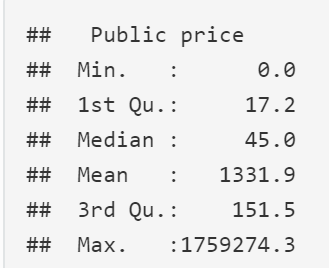 ##   Public price
##  Min.   :      0.0
##  1st Qu.:     17.2
##  Median :     45.0
##  Mean   :   1331.9
##  3rd Qu.:    151.5
##  Max.   :1759274.3